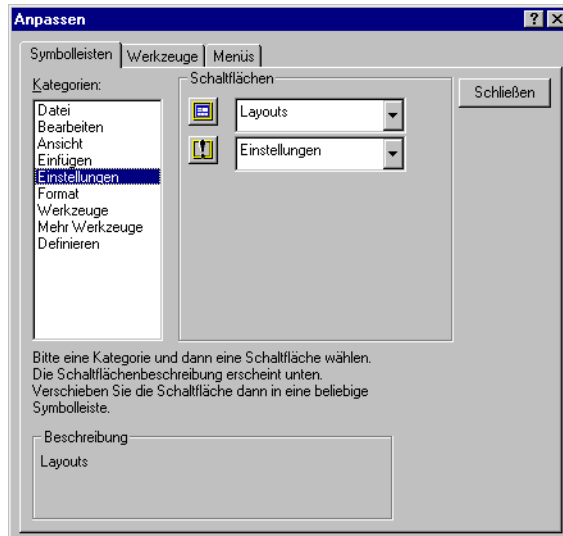 Anpassen
Symbolleisten
Werkzeuge
Menüs
Kategorien:
Datei
Bearbeiten
Ansicht
Einfügen
Einstellungen
Format
Werkzeuge
Mehr Werkzeuge
Definieren
Schaltflächen
Layouts
Einstellungen
Schließen
Bitte eine Kategorie und dann eine Schaltfläche wählen.
Die Schaltflächenbeschreibung erscheint unten.
Verschieben Sie die Schaltfläche dann in eine beliebige
Symbolleiste.
Beschreibung
Layouts